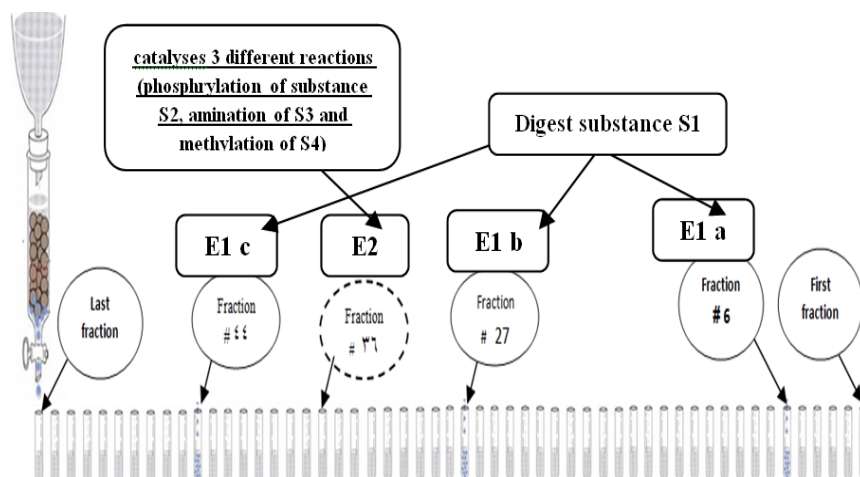 catalyses 3 different reactions
(phosphrylation of substance
S2, amination of S3 and
methylation of S4)
Digest substance S1
E1 c
E2
E1 b
E1 a
Last
fraction
Fraction
#٤٤
Fraction
# ٣٦
Fraction
# 27
Fraction
#6
First
fraction